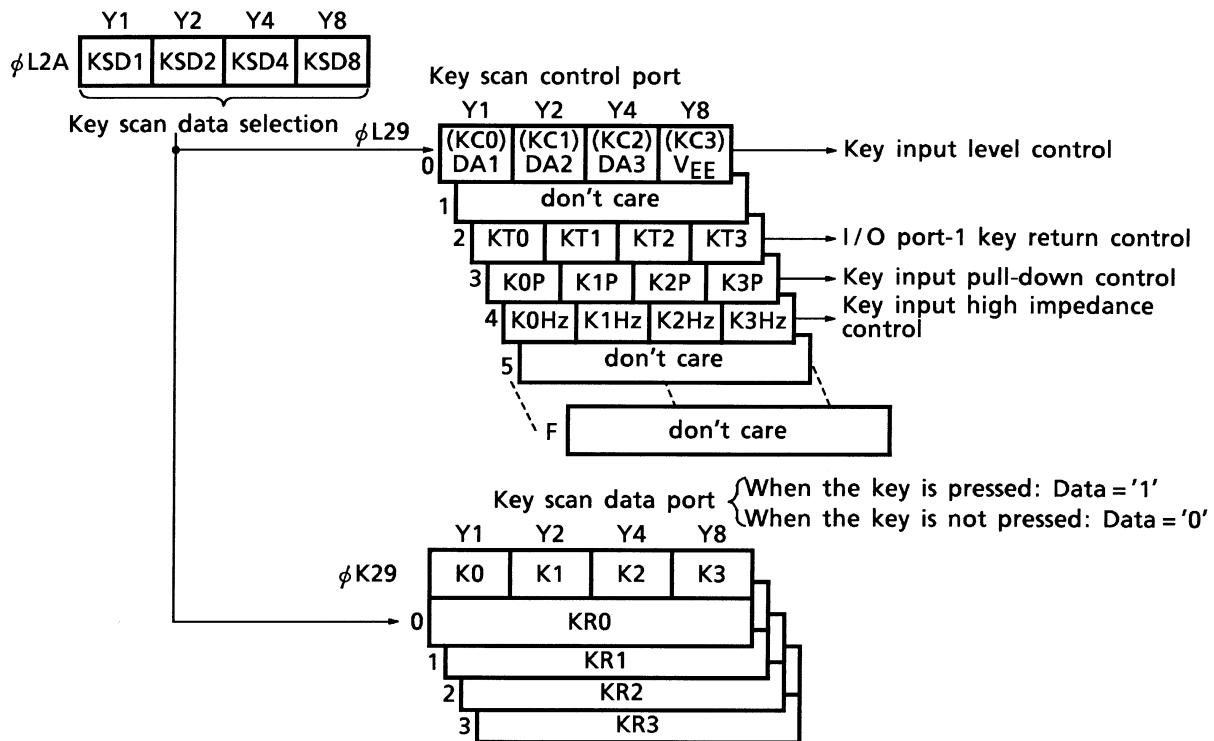 Y1 Y2 Y4 Y8
ϕL2A KSD1 KSD2 KSD4 KSD8
Key scan data selection
Key scan control port
Y1 Y2 Y4 Y8
ϕL29
0 (KC0) (KC1) (KC2) (KC3)
DA1 DA2 DA3 VEE
Key input level control
1 don't care
2 KT0 KT1 KT2 KT3
I/O port-1 key return control
3 K0P K1P K2P K3P
Key input pull-down control
4 K0Hz K1Hz K2Hz K3Hz
Key input high impedance
control
5 don't care
F don't care
Key scan data port
When the key is pressed: Data='1'
When the key is not pressed: Data='0'
Y1 Y2 Y4 Y8
ϕK29 K0 K1 K2 K3
0 KR0
1 KR1
2 KR2
3 KR3